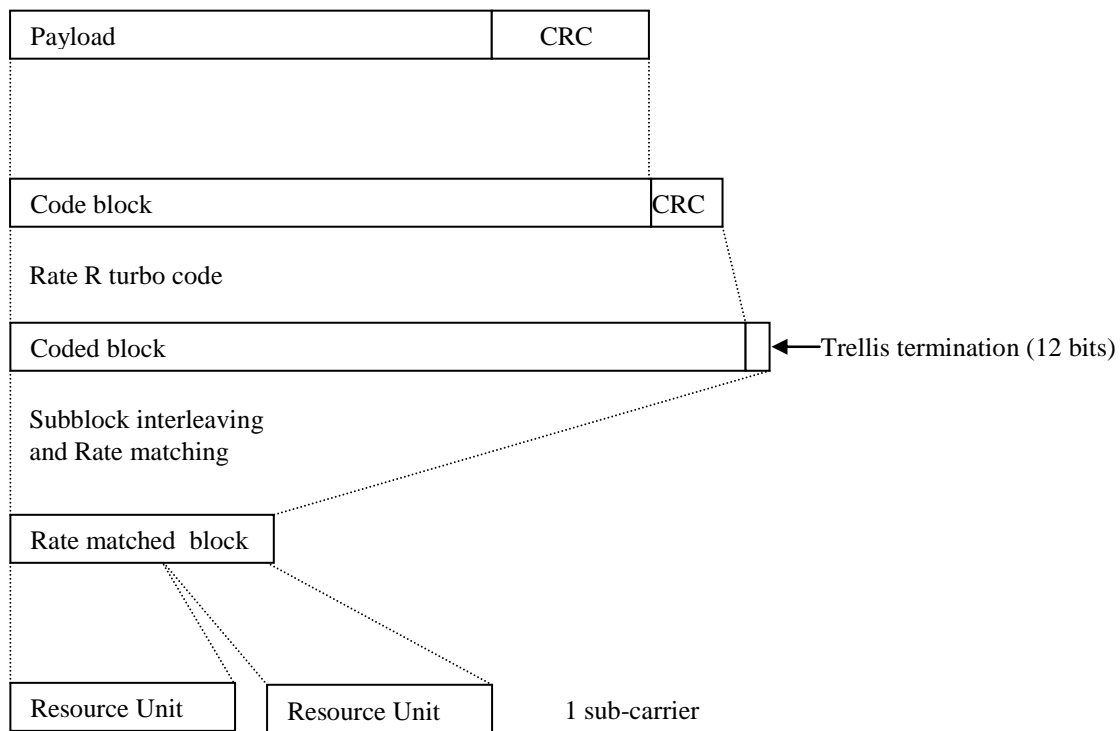 Payload
CRC
Code block
CRC
Rate R turbo code
Coded block
Trellis termination (12 bits)
Subblock interleaving
and Rate matching
Rate matched block
Resource Unit
Resource Unit
1 sub-carrier